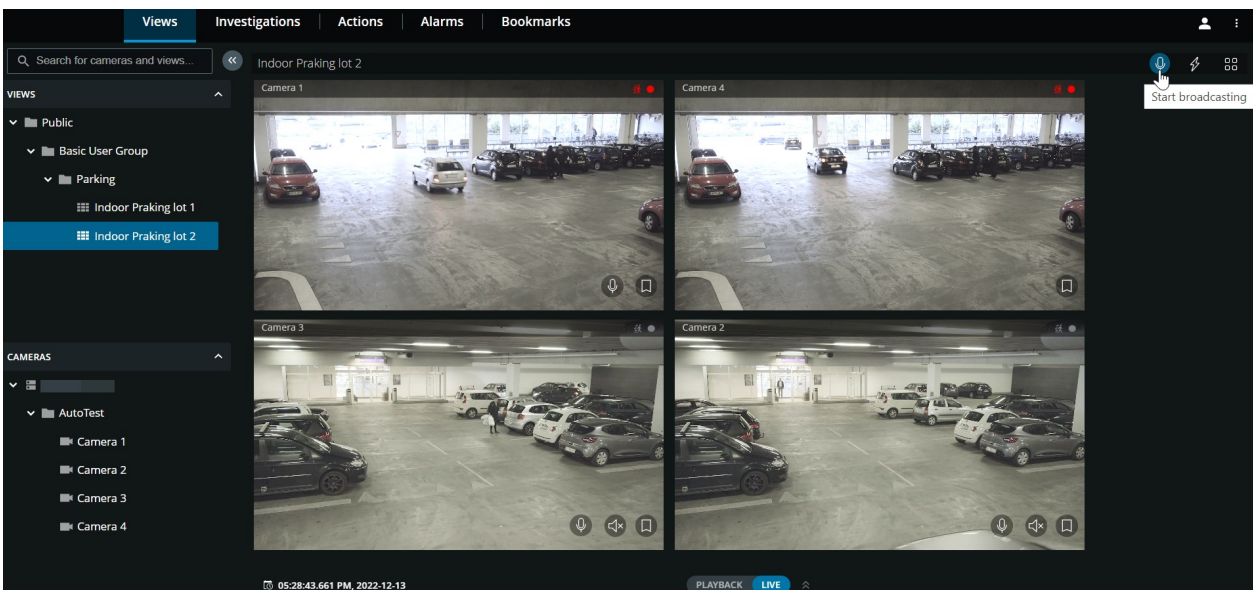 Views Investigations Actions Alarms Bookmarks
Search for cameras and views...
Indoor Praking lot 2
Start broadcasting
VIEWS
Public
Basic User Group
Parking
Indoor Praking lot 1
Indoor Praking lot 2
CAMERAS
AutoTest
Camera 1
Camera 2
Camera 3
Camera 4
Camera 1
Camera 4
Camera 3
Camera 2
05:28:43.661 PM, 2022-12-13
PLAYBACK LIVE